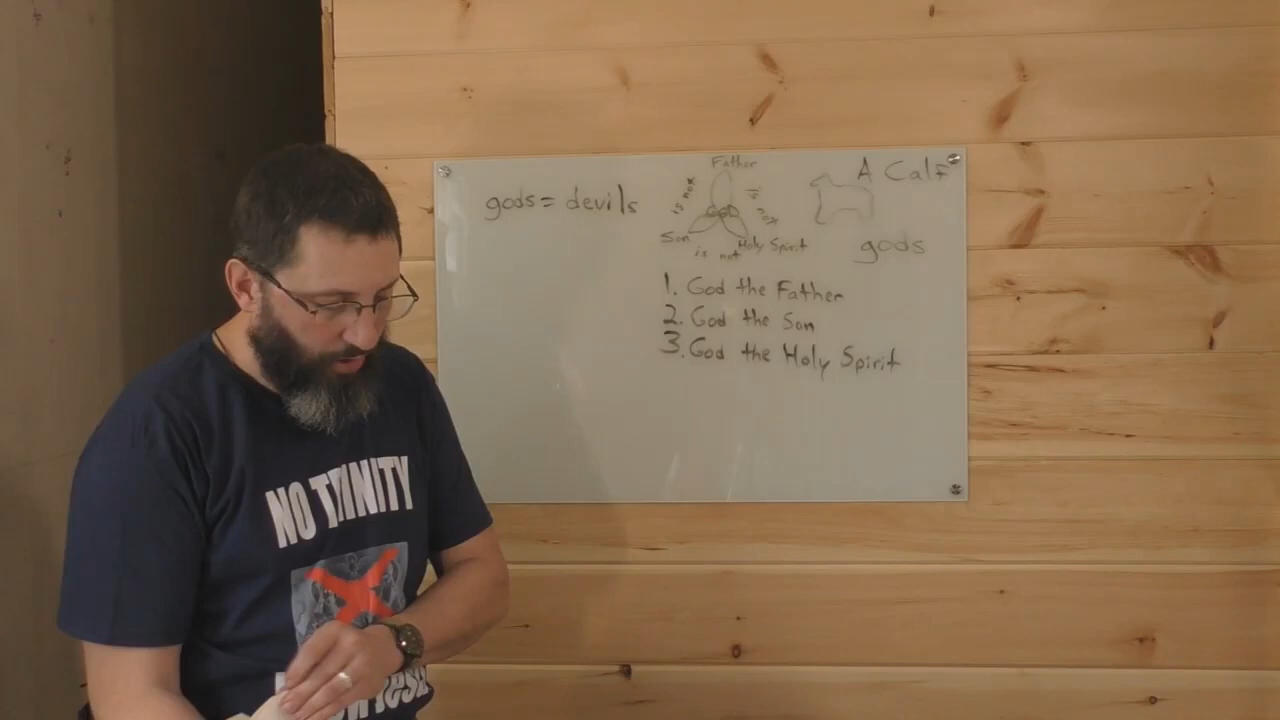 gods = devils
Father
is not
is not
God
Son
is not
Holy Spirit
A Calf
gods
1. God the Father
2. God the Son
3. God the Holy Spirit
NO TRINITY